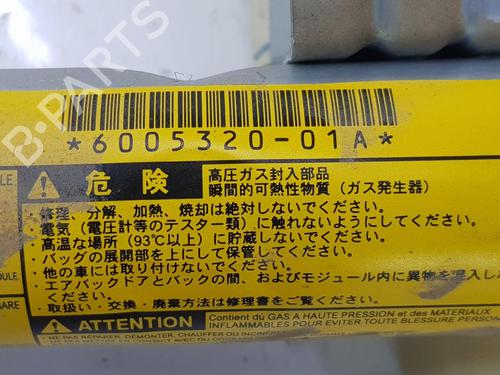 B-PARTS
*6005320-01A*
危険
高圧ガス封入部品
瞬間的可熱性物質（ガス発生器）
・修理、分解、加熱、焼却は絶対しないでください。
・電気（電圧計等のテスター類）に触れないようにしてください。
・高温な場所（93℃以上）に貯蔵しないでください。
・バッグの展開部を上にして保管してください。
・他の車には取り付けないでください。
・エアバックドアとバックの間、およびモジュール内に異物を混入し
ください。
・取扱い、交換、廃棄方法は修理書をご覧ください。
ATTENTION
Contient du GAS A HAUTE PRESSION et des MATERIAUX
INFLAMMABLES POUR EVITER TOUTE BLESSURE PERSON
NE PAS REPARER, DEMONTER, CHAUFFER OU INCINERER